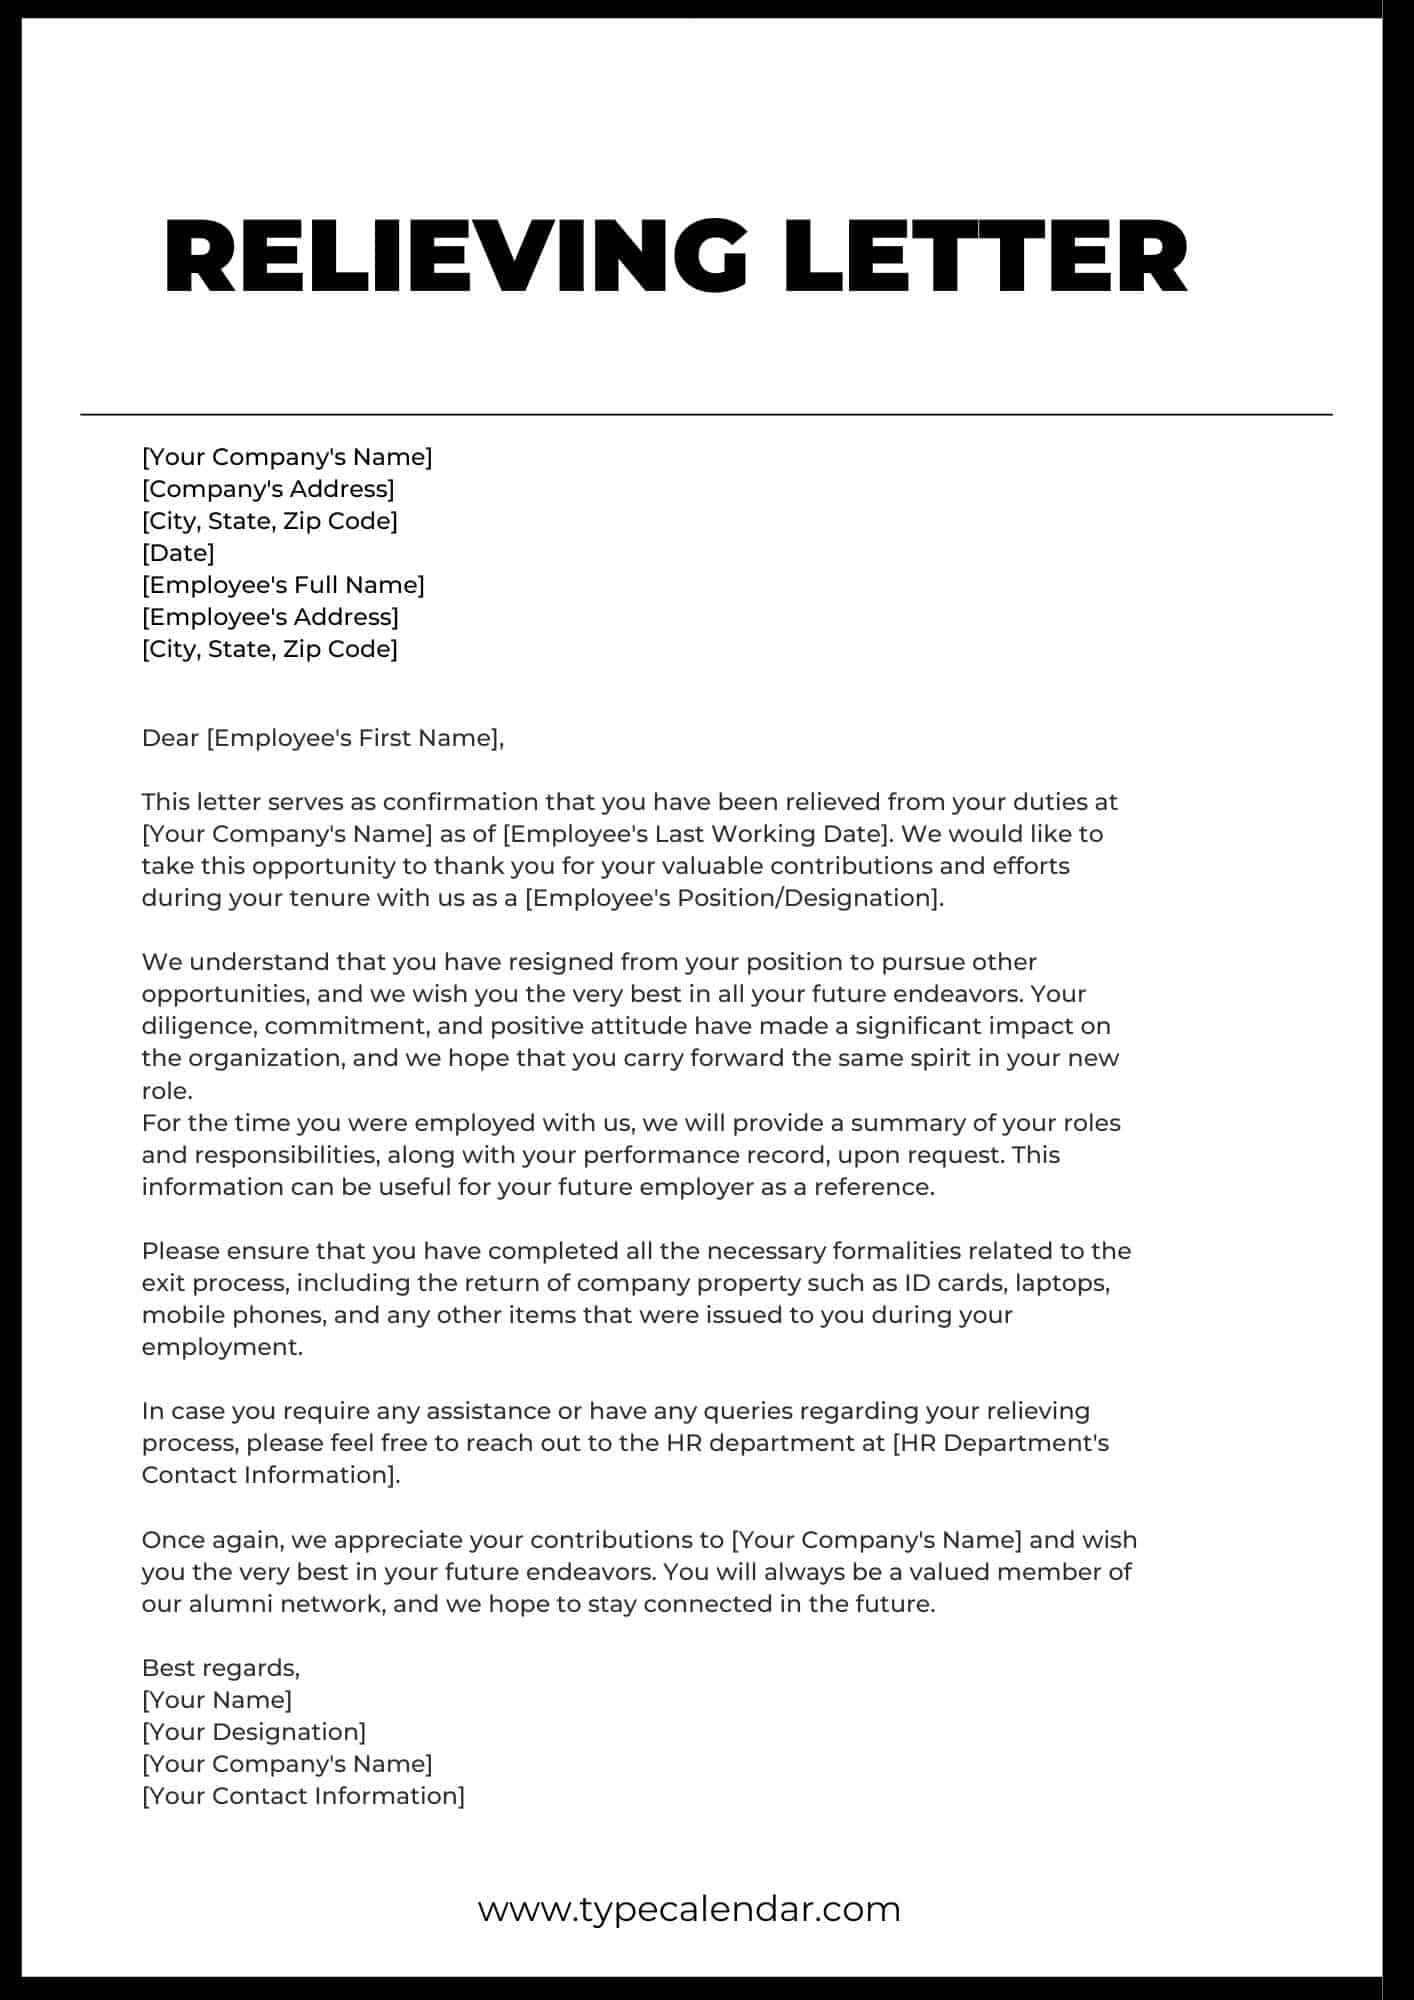 RELIEVING LETTER
[Your Company's Name]
[Company's Address]
[City, State, Zip Code]
[Date]
[Employee's Full Name]
[Employee's Address]
[City, State, Zip Code]
Dear [Employee's First Name],
This letter serves as confirmation that you have been relieved from your duties at
[Your Company's Name] as of [Employee's Last Working Date]. We would like to
take this opportunity to thank you for your valuable contributions and efforts
during your tenure with us as a [Employee's Position/Designation].
We understand that you have resigned from your position to pursue other
opportunities, and we wish you the very best in all your future endeavors. Your
diligence, commitment, and positive attitude have made a significant impact on
the organization, and we hope that you carry forward the same spirit in your new
role.
For the time you were employed with us, we will provide a summary of your roles
and responsibilities, along with your performance record, upon request. This
information can be useful for your future employer as a reference.
Please ensure that you have completed all the necessary formalities related to the
exit process, including the return of company property such as ID cards, laptops,
mobile phones, and any other items that were issued to you during your
employment.
In case you require any assistance or have any queries regarding your relieving
process, please feel free to reach out to the HR department at [HR Department's
Contact Information].
Once again, we appreciate your contributions to [Your Company's Name] and wish
you the very best in your future endeavors. You will always be a valued member of
our alumni network, and we hope to stay connected in the future.
Best regards,
[Your Name]
[Your Designation]
[Your Company's Name]
[Your Contact Information]
www.typecalendar.com